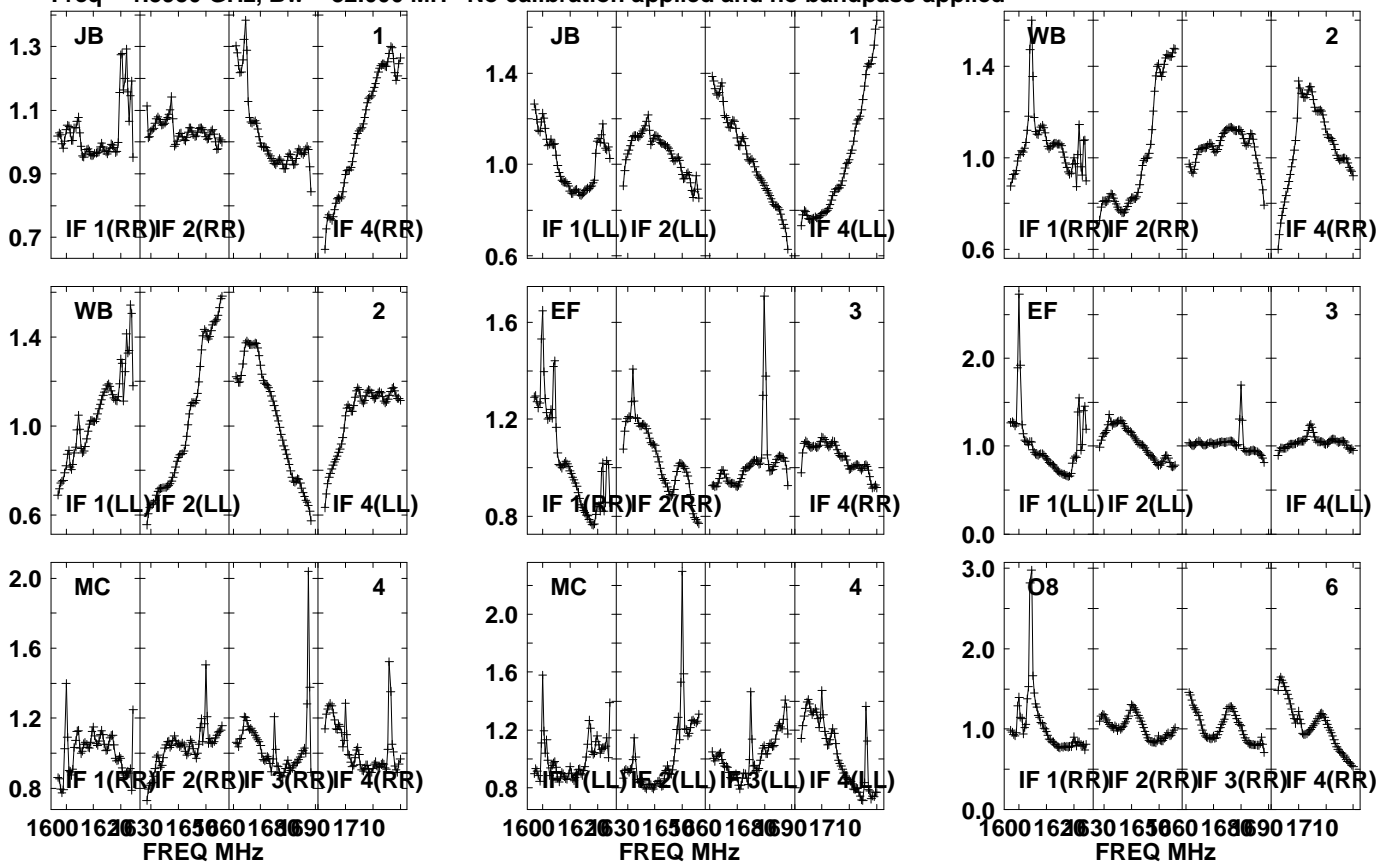 No calibration applied and no bandpass applied
JB 1
1.3
1.1
0.9
0.7
IF 1(RR) IF 2(RR) IF 4(RR)
JB 1
1.4
1.2
1.0
0.8
0.6
IF 1(LL) IF 2(LL) IF 4(LL)
WB 2
1.4
1.0
0.6
IF 1(RR) IF 2(RR) IF 4(RR)
WB 2
1.4
1.0
0.6
IF 1(LL) IF 2(LL) IF 4(LL)
EF 3
1.6
1.2
0.8
IF 1(RR) IF 2(RR) IF 4(RR)
EF 3
2.0
1.0
0.0
IF 1(LL) IF 2(LL) IF 4(LL)
MC 4
2.0
1.6
1.2
0.8
IF 1(RR) IF 2(RR) IF 3(RR) IF 4(RR)
1600 1620 1630 1650 1660 1680 1690 1710
FREQ MHz
MC 4
2.0
1.6
1.2
0.8
IF 1(LL) IF 2(LL) IF 3(LL) IF 4(LL)
1600 1620 1630 1650 1660 1680 1690 1710
FREQ MHz
O8 6
3.0
2.0
1.0
0.0
IF 1(RR) IF 2(RR) IF 3(RR) IF 4(RR)
1600 1620 1630 1650 1660 1680 1690 1710
FREQ MHz